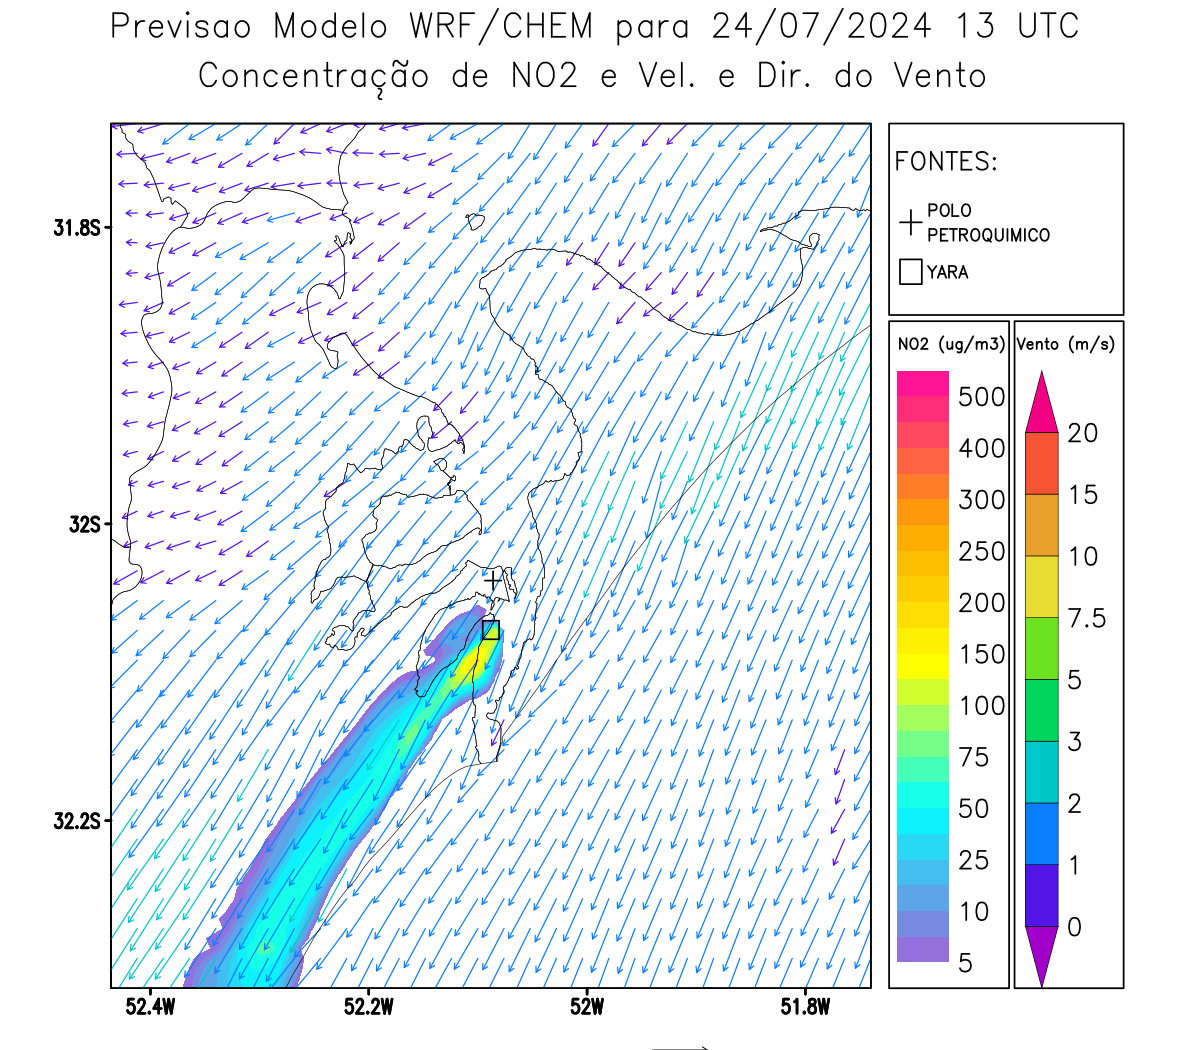 Previsao Modelo WRF/CHEM para 24/07/2024 13 UTC
Concentração de NO2 e Vel. e Dir. do Vento
FONTES:
POLO
PETROQUIMICO
YARA
NO2 (ug/m3)
500
400
300
250
200
150
100
75
50
25
10
5
Vento (m/s)
20
15
10
7.5
5
3
2
1
0
31.8S
32S
32.2S
52.4W
52.2W
52W
51.8W